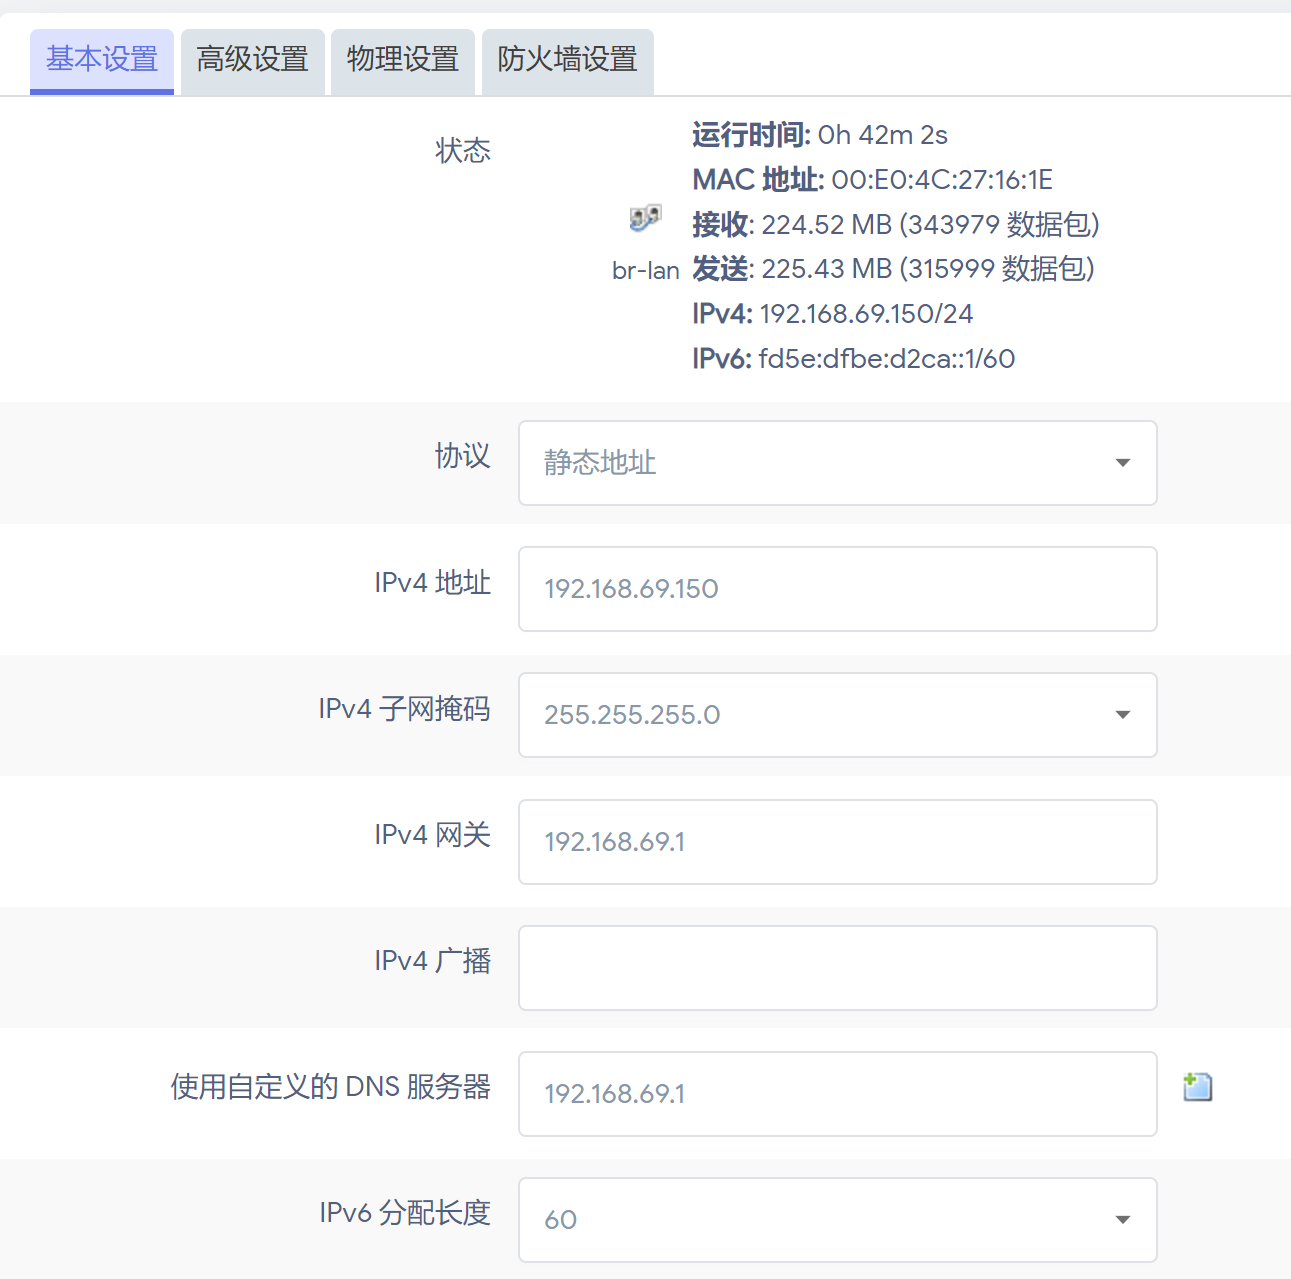 基本设置 高级设置 物理设置 防火墙设置
状态
br-lan
运行时间: 0h 42m 2s
MAC 地址: 00:E0:4C:27:16:1E
接收: 224.52 MB (343979 数据包)
发送: 225.43 MB (315999 数据包)
IPv4: 192.168.69.150/24
IPv6: fd5e:dfbe:d2ca::1/60
协议 静态地址
IPv4 地址 192.168.69.150
IPv4 子网掩码 255.255.255.0
IPv4 网关 192.168.69.1
IPv4 广播
使用自定义的 DNS 服务器 192.168.69.1
IPv6 分配长度 60